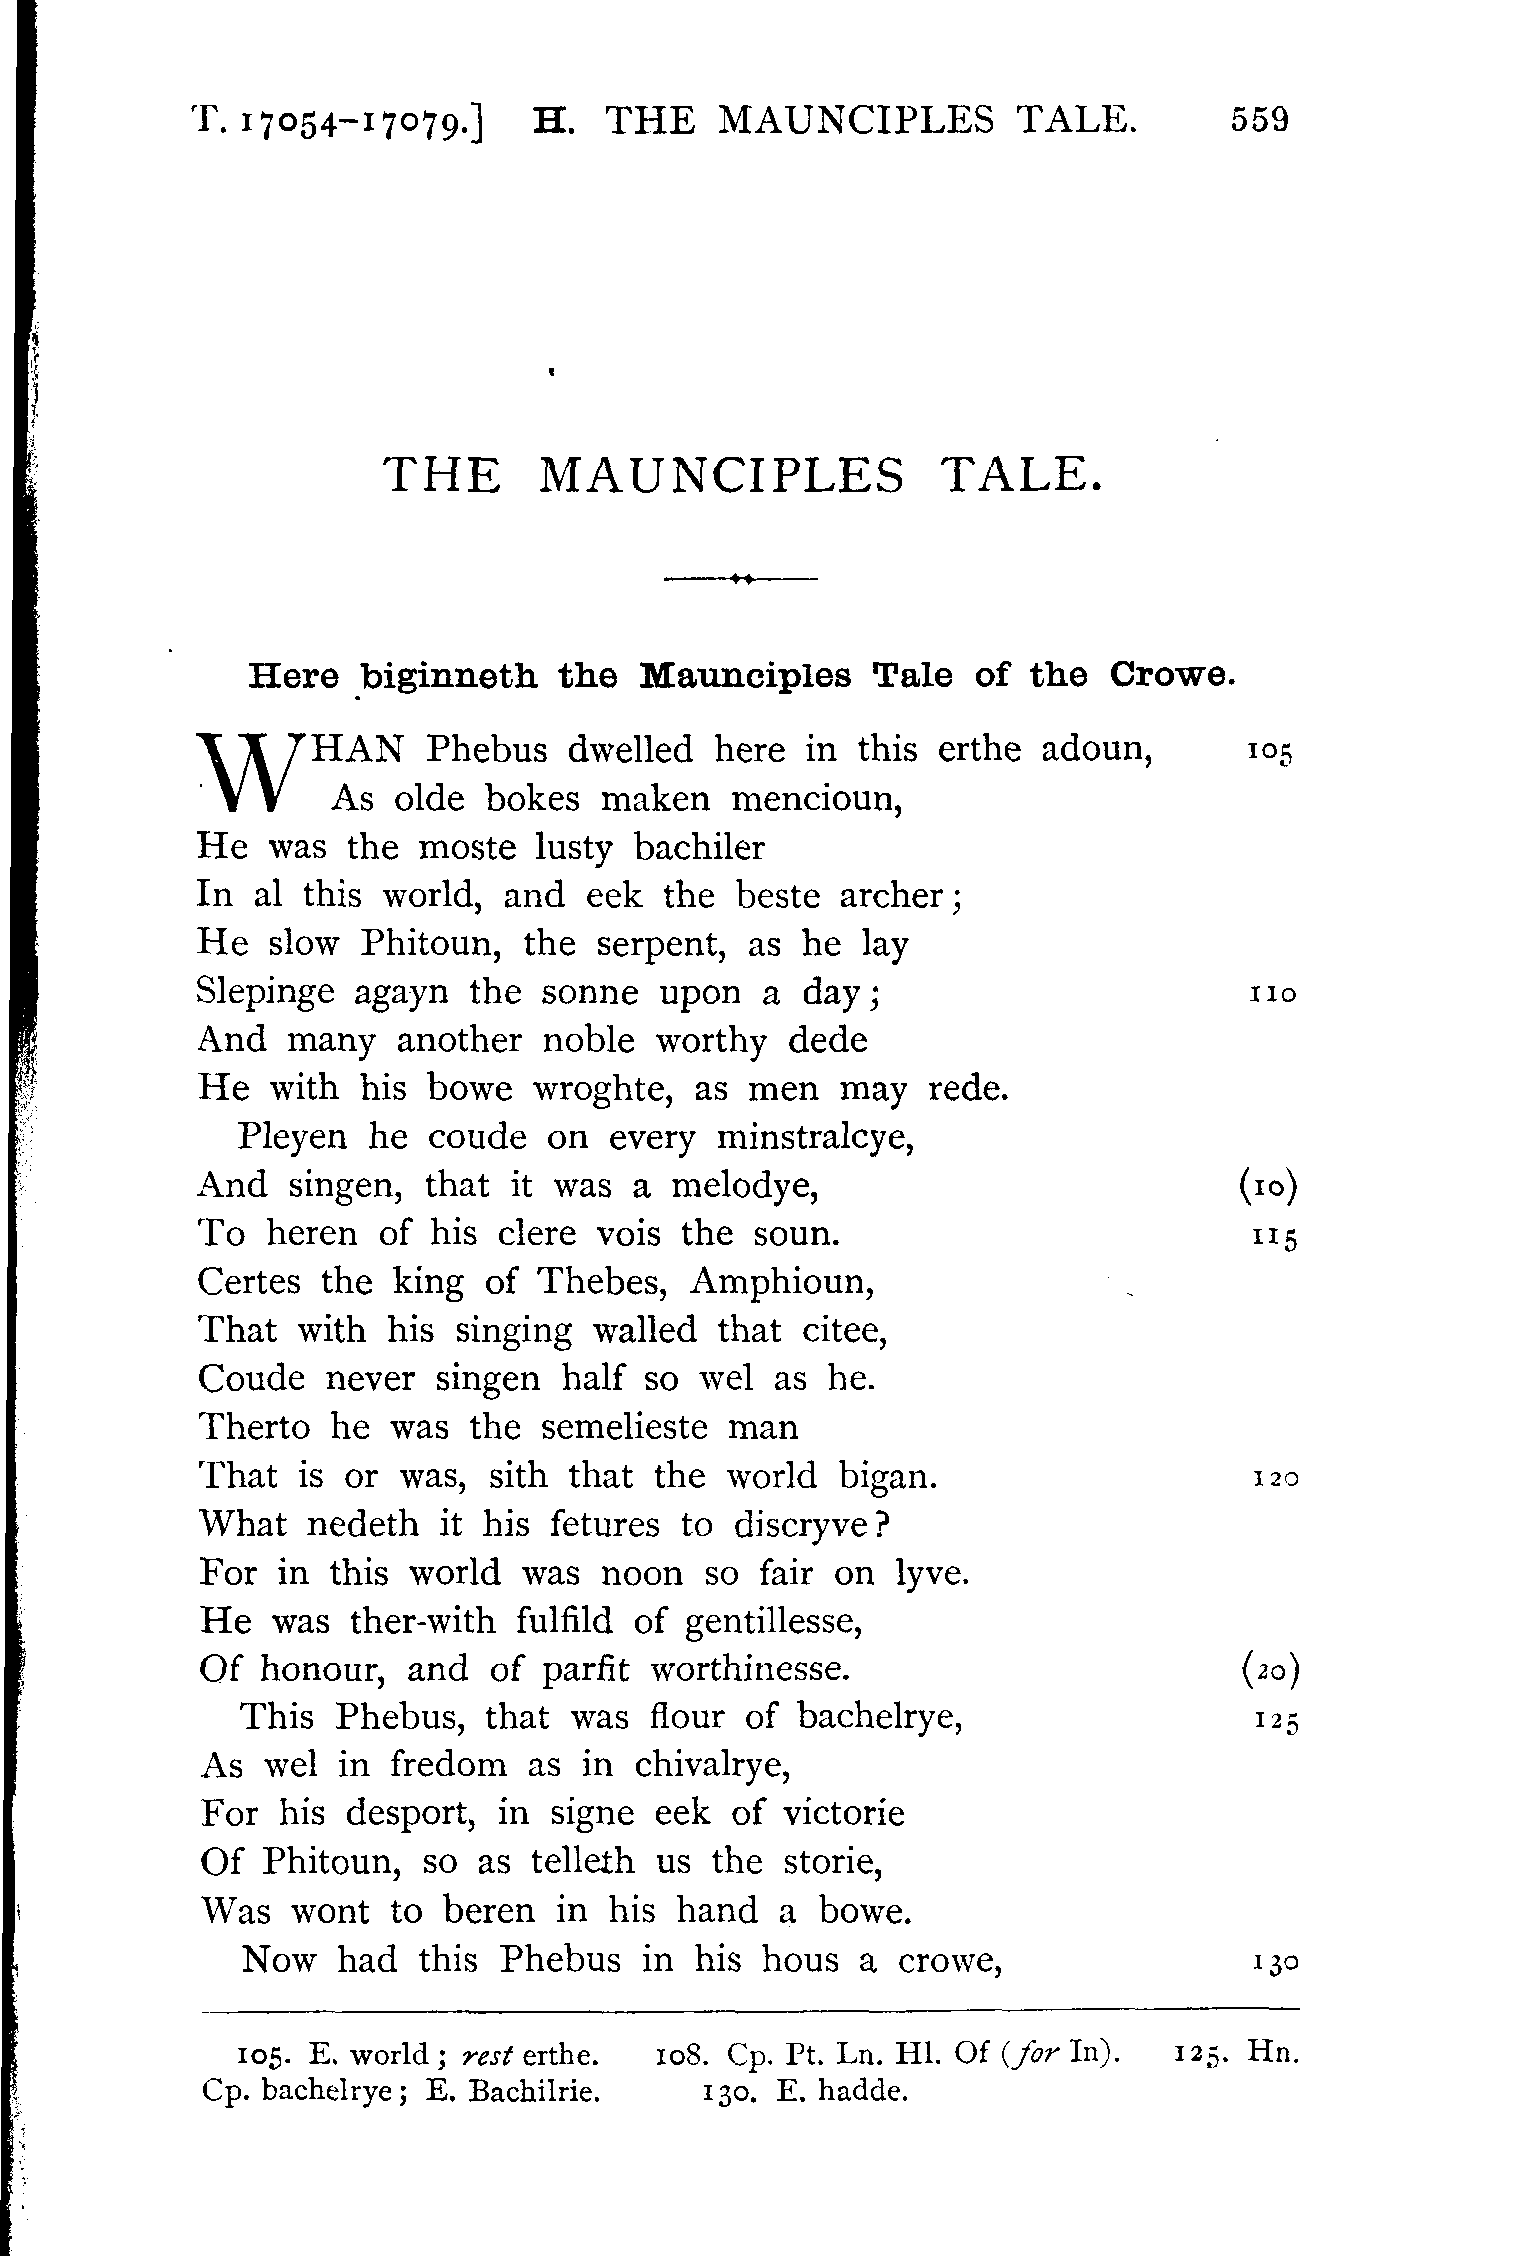 T. 17054–17079.] H. THE MAUNCIPLES TALE. 559
THE MAUNCIPLES TALE.
Here biginneth the Maunciples Tale of the Crowe.
WHAN Phebus dwelled here in this erthe adoun, 105
As olde bokes maken mencioun,
He was the moste lusty bachiler
In al this world, and eek the beste archer;
He slow Phitoun, the serpent, as he lay
Slepinge agayn the sonne upon a day; 110
And many another noble worthy dede
He with his bowe wroghte, as men may rede.
Pleyen he coude on every minstralcye,
And singen, that it was a melodye, (10)
To heren of his clere vois the soun. 115
Certes the king of Thebes, Amphioun,
That with his singing walled that citee,
Coude never singen half so wel as he.
Therto he was the semelieste man
That is or was, sith that the world bigan. 120
What nedeth it his fetures to discryve?
For in this world was noon so fair on lyve.
He was ther-with fulfild of gentillesse,
Of honour, and of parfit worthinesse. (20)
This Phebus, that was flour of bachelrye, 125
As wel in fredom as in chivalrye,
For his desport, in signe eek of victorie
Of Phitoun, so as telleth us the storie,
Was wont to beren in his hand a bowe.
Now had this Phebus in his hous a crowe, 130
105. E. world; rest erthe. 108. Cp. Pt. Ln. Hl. Of (for In). 125. Hn.
Cp. bachelrye; E. Bachilrie. 130. E. hadde.